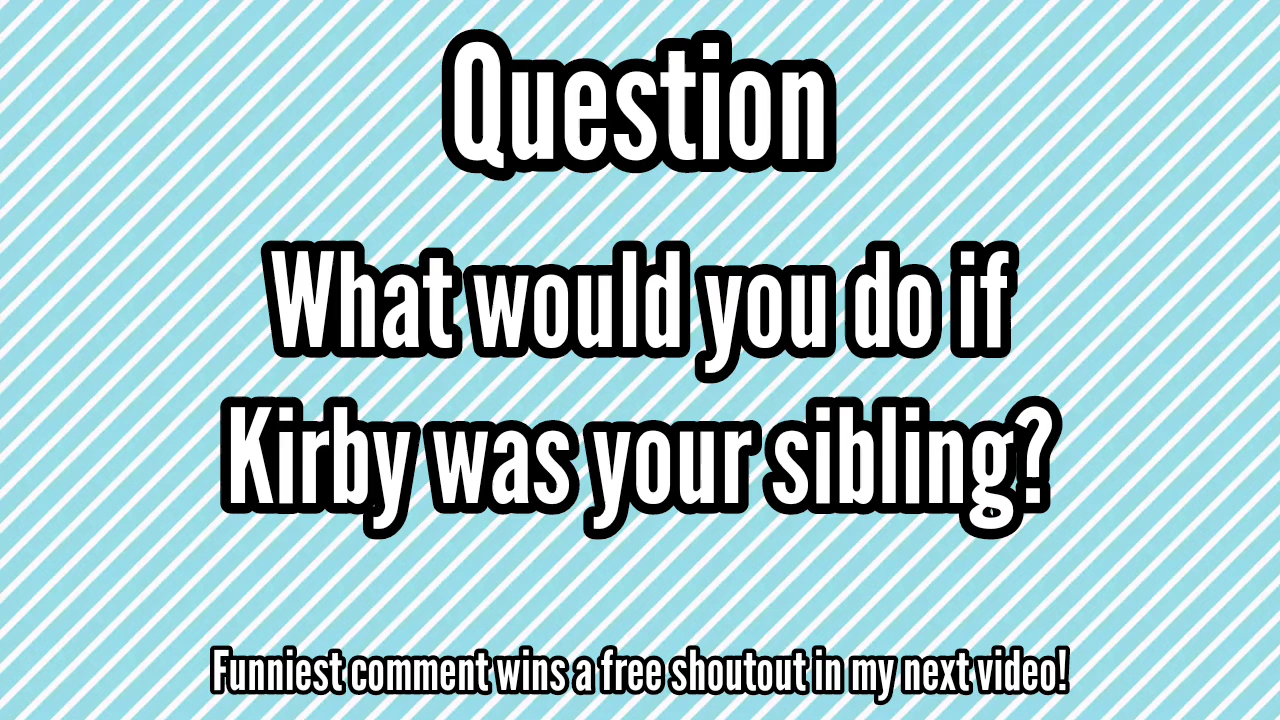 Question
What would you do if
Kirby was your sibling?
Funniest comment wins a free shoutout in my next video!